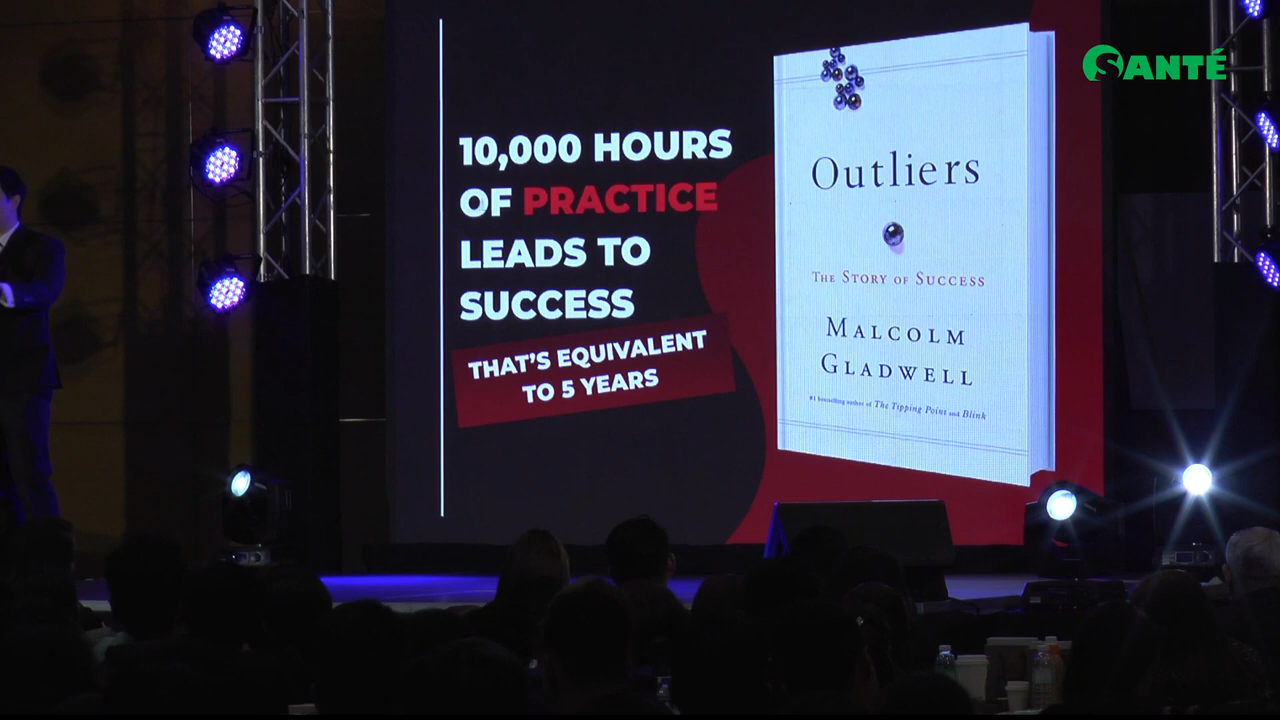 SANTÉ
10,000 HOURS
OF PRACTICE
LEADS TO
SUCCESS
THAT'S EQUIVALENT
TO 5 YEARS
Outliers
THE STORY OF SUCCESS
MALCOLM
GLADWELL
#1 bestselling author of The Tipping Point and Blink